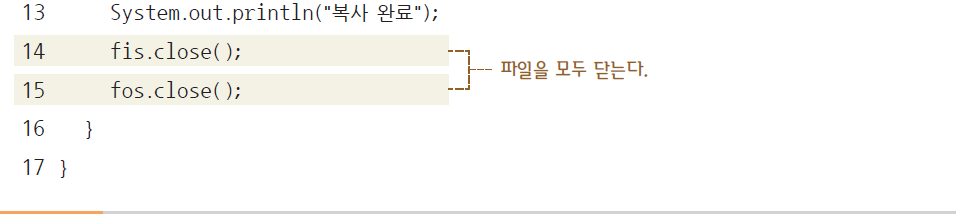 13 System.out.println("복사 완료");
14 fis.close();
파일을 모두 닫는다.
15 fos.close();
16 }
17 }